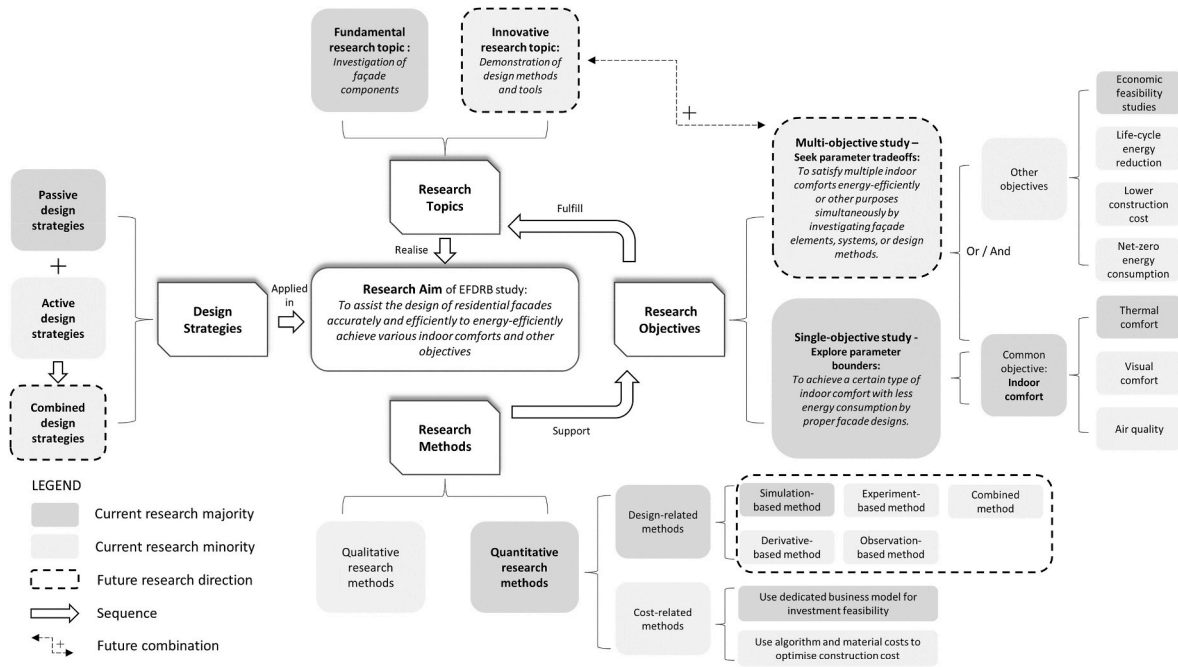 Fundamental
research topic :
Investigation of
façade
components
Innovative
research topic:
Demonstration of
design methods
and tools
+
Economic
feasibility
studies
Life-cycle
energy
reduction
Lower
construction
cost
Net-zero
energy
consumption
Other
objectives
Multi-objective study –
Seek parameter tradeoffs:
To satisfy multiple indoor
comforts energy-efficiently
or other purposes
simultaneously by
investigating façade
elements, systems, or design
methods.
Or / And
Research
Topics
Fulfill
Realise
Passive
design
strategies
+
Active
design
strategies
Combined
design
strategies
Design
Strategies
Applied
in
Research Aim of EFDRB study:
To assist the design of residential facades
accurately and efficiently to energy-efficiently
achieve various indoor comforts and other
objectives
Research
Objectives
Single-objective study -
Explore parameter
bounders:
To achieve a certain type of
indoor comfort with less
energy consumption by
proper facade designs.
Common
objective:
Indoor
comfort
Thermal
comfort
Visual
comfort
Air quality
Research
Methods
Support
Qualitative
research
methods
Quantitative
research
methods
Design-related
methods
Simulation-
based method
Experiment-
based method
Combined
method
Derivative-
based method
Observation-
based method
Cost-related
methods
Use dedicated business model for
investment feasibility
Use algorithm and material costs to
optimise construction cost
LEGEND
Current research majority
Current research minority
Future research direction
Sequence
+
Future combination